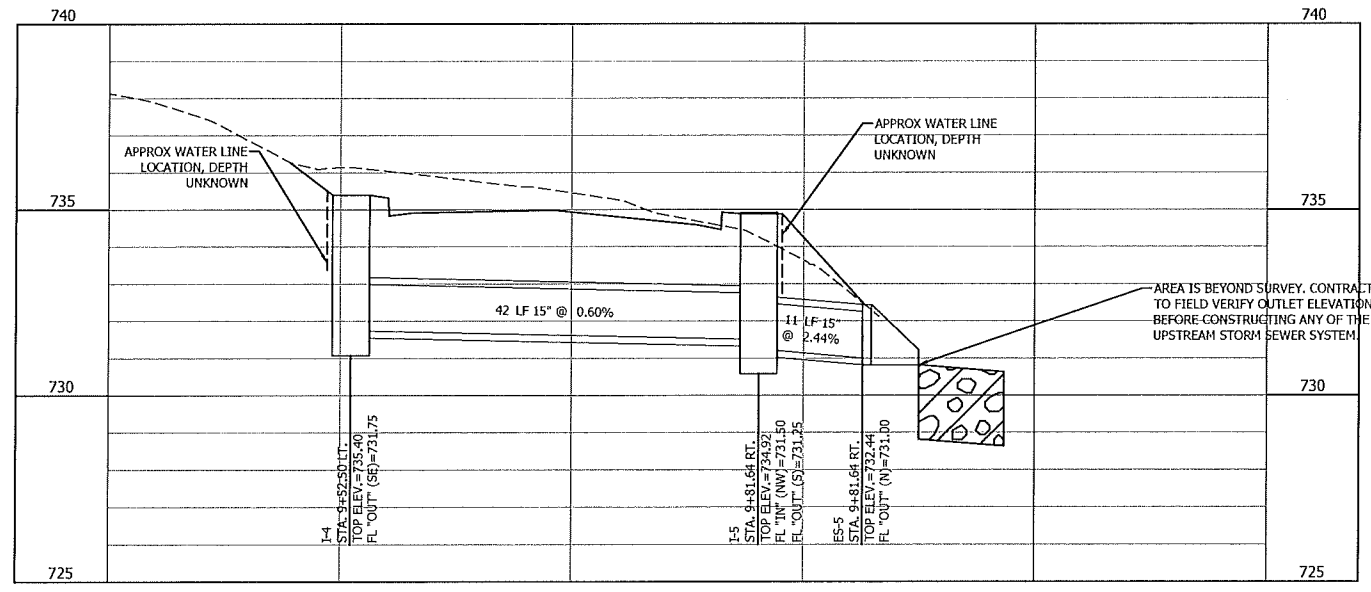 740
740
APPROX WATER LINE
LOCATION, DEPTH
UNKNOWN
APPROX WATER LINE
LOCATION, DEPTH
UNKNOWN
735
735
AREA IS BEYOND SURVEY. CONTRACT
TO FIELD VERIFY OUTLET ELEVATION
BEFORE CONSTRUCTING ANY OF THE
UPSTREAM STORM SEWER SYSTEM.
42 LF 15" @ 0.60%
11 LF 15"
@ 2.44%
730
730
I-4
STA. 9+52.50 LT.
TOP ELEV.=735.40
FL "OUT" (SE)=731.75
I-5
STA. 9+81.64 RT.
TOP ELEV.=734.92
FL "IN" (NW)=731.50
FL "OUT" (S)=731.25
ES-5
STA. 9+81.64 RT.
TOP ELEV.=732.44
FL "OUT" (N)=731.00
725
725